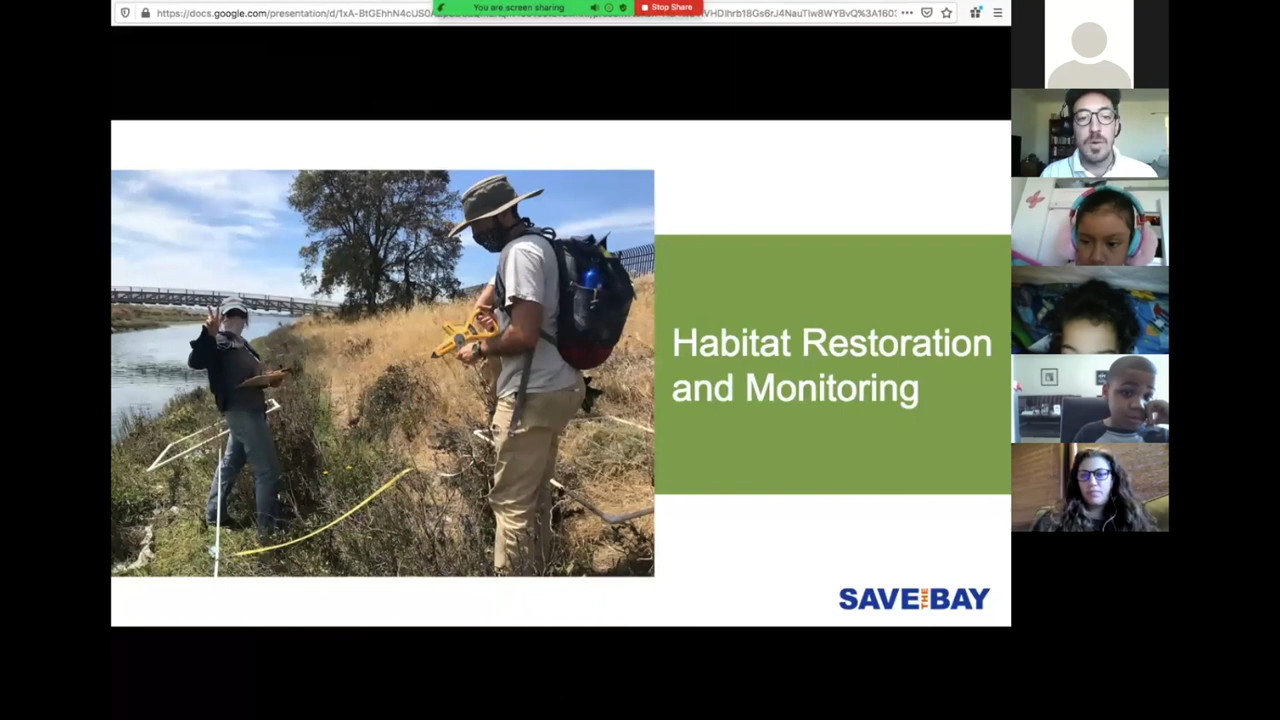 You are screen sharing
Stop Share
Habitat Restoration
and Monitoring
SAVE THE BAY